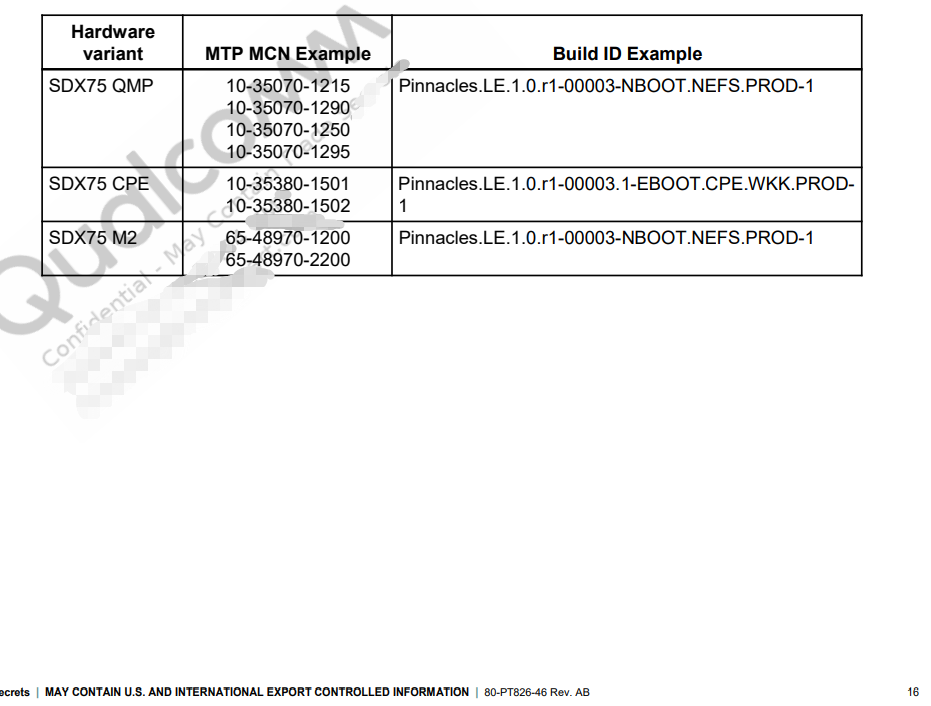 Hardware variant | MTP MCN Example | Build ID Example
SDX75 QMP | 10-35070-1215 | Pinnacles.LE.1.0.r1-00003-NBOOT.NEFS.PROD-1
10-35070-1290
10-35070-1250
10-35070-1295
SDX75 CPE | 10-35380-1501 | Pinnacles.LE.1.0.r1-00003.1-EBOOT.CPE.WKK.PROD-
10-35380-1502 | 1
SDX75 M2 | 65-48970-1200 | Pinnacles.LE.1.0.r1-00003-NBOOT.NEFS.PROD-1
65-48970-2200
Qualcomm
Confidential - May Contain Trade
ecrets | MAY CONTAIN U.S. AND INTERNATIONAL EXPORT CONTROLLED INFORMATION | 80-PT826-46 Rev. AB 16